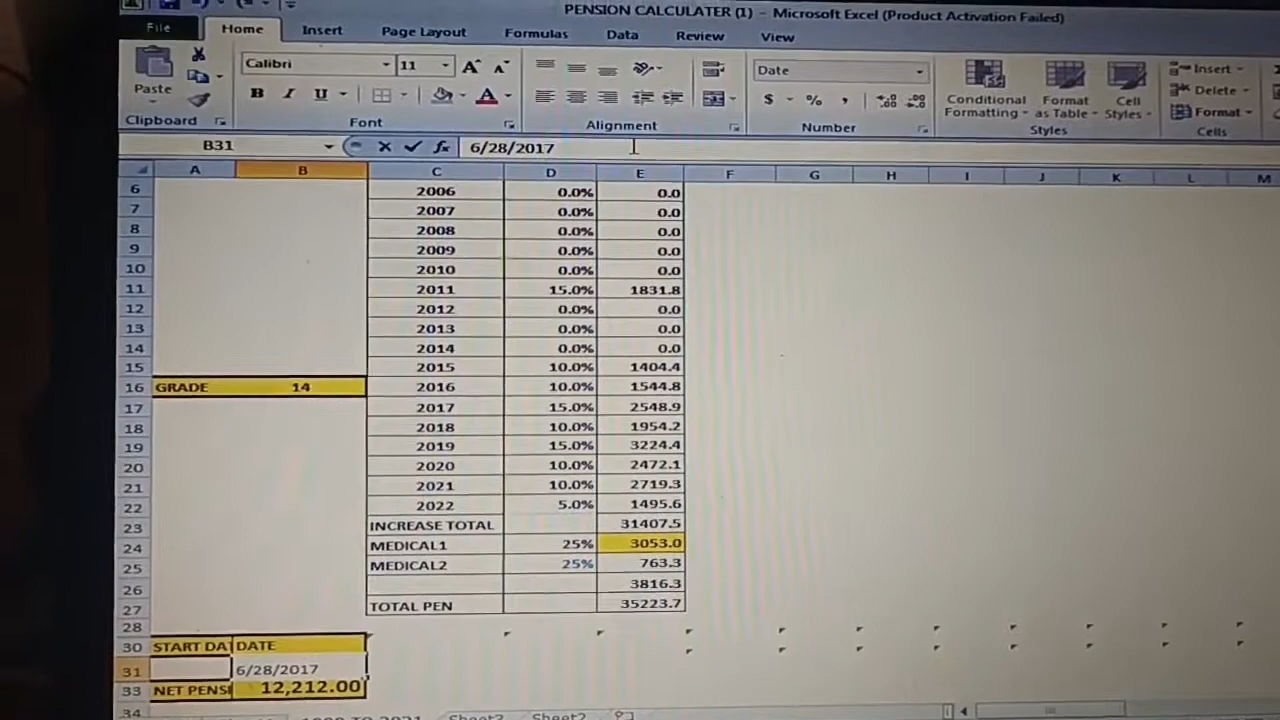 PENSION CALCULATER (1) - Microsoft Excel (Product Activation Failed)
File Home Insert Page Layout Formulas Data Review View
Calibri 11 Date Insert
Paste B I U $ % , Conditional Format Cell Delete
Formatting as Table Styles Format
Clipboard Font Alignment Number Styles Cells
B31 fx 6/28/2017
A B C D E F G H I J K L M
6 2006 0.0% 0.0
7 2007 0.0% 0.0
8 2008 0.0% 0.0
9 2009 0.0% 0.0
10 2010 0.0% 0.0
11 2011 15.0% 1831.8
12 2012 0.0% 0.0
13 2013 0.0% 0.0
14 2014 0.0% 0.0
15 2015 10.0% 1404.4
16 GRADE 14 2016 10.0% 1544.8
17 2017 15.0% 2548.9
18 2018 10.0% 1954.2
19 2019 15.0% 3224.4
20 2020 10.0% 2472.1
21 2021 10.0% 2719.3
22 2022 5.0% 1495.6
23 INCREASE TOTAL 31407.5
24 MEDICAL1 25% 3053.0
25 MEDICAL2 25% 763.3
26 3816.3
27 TOTAL PEN 35223.7
28
30 START DAT DATE
31 6/28/2017
33 NET PENSI 12,212.00
34